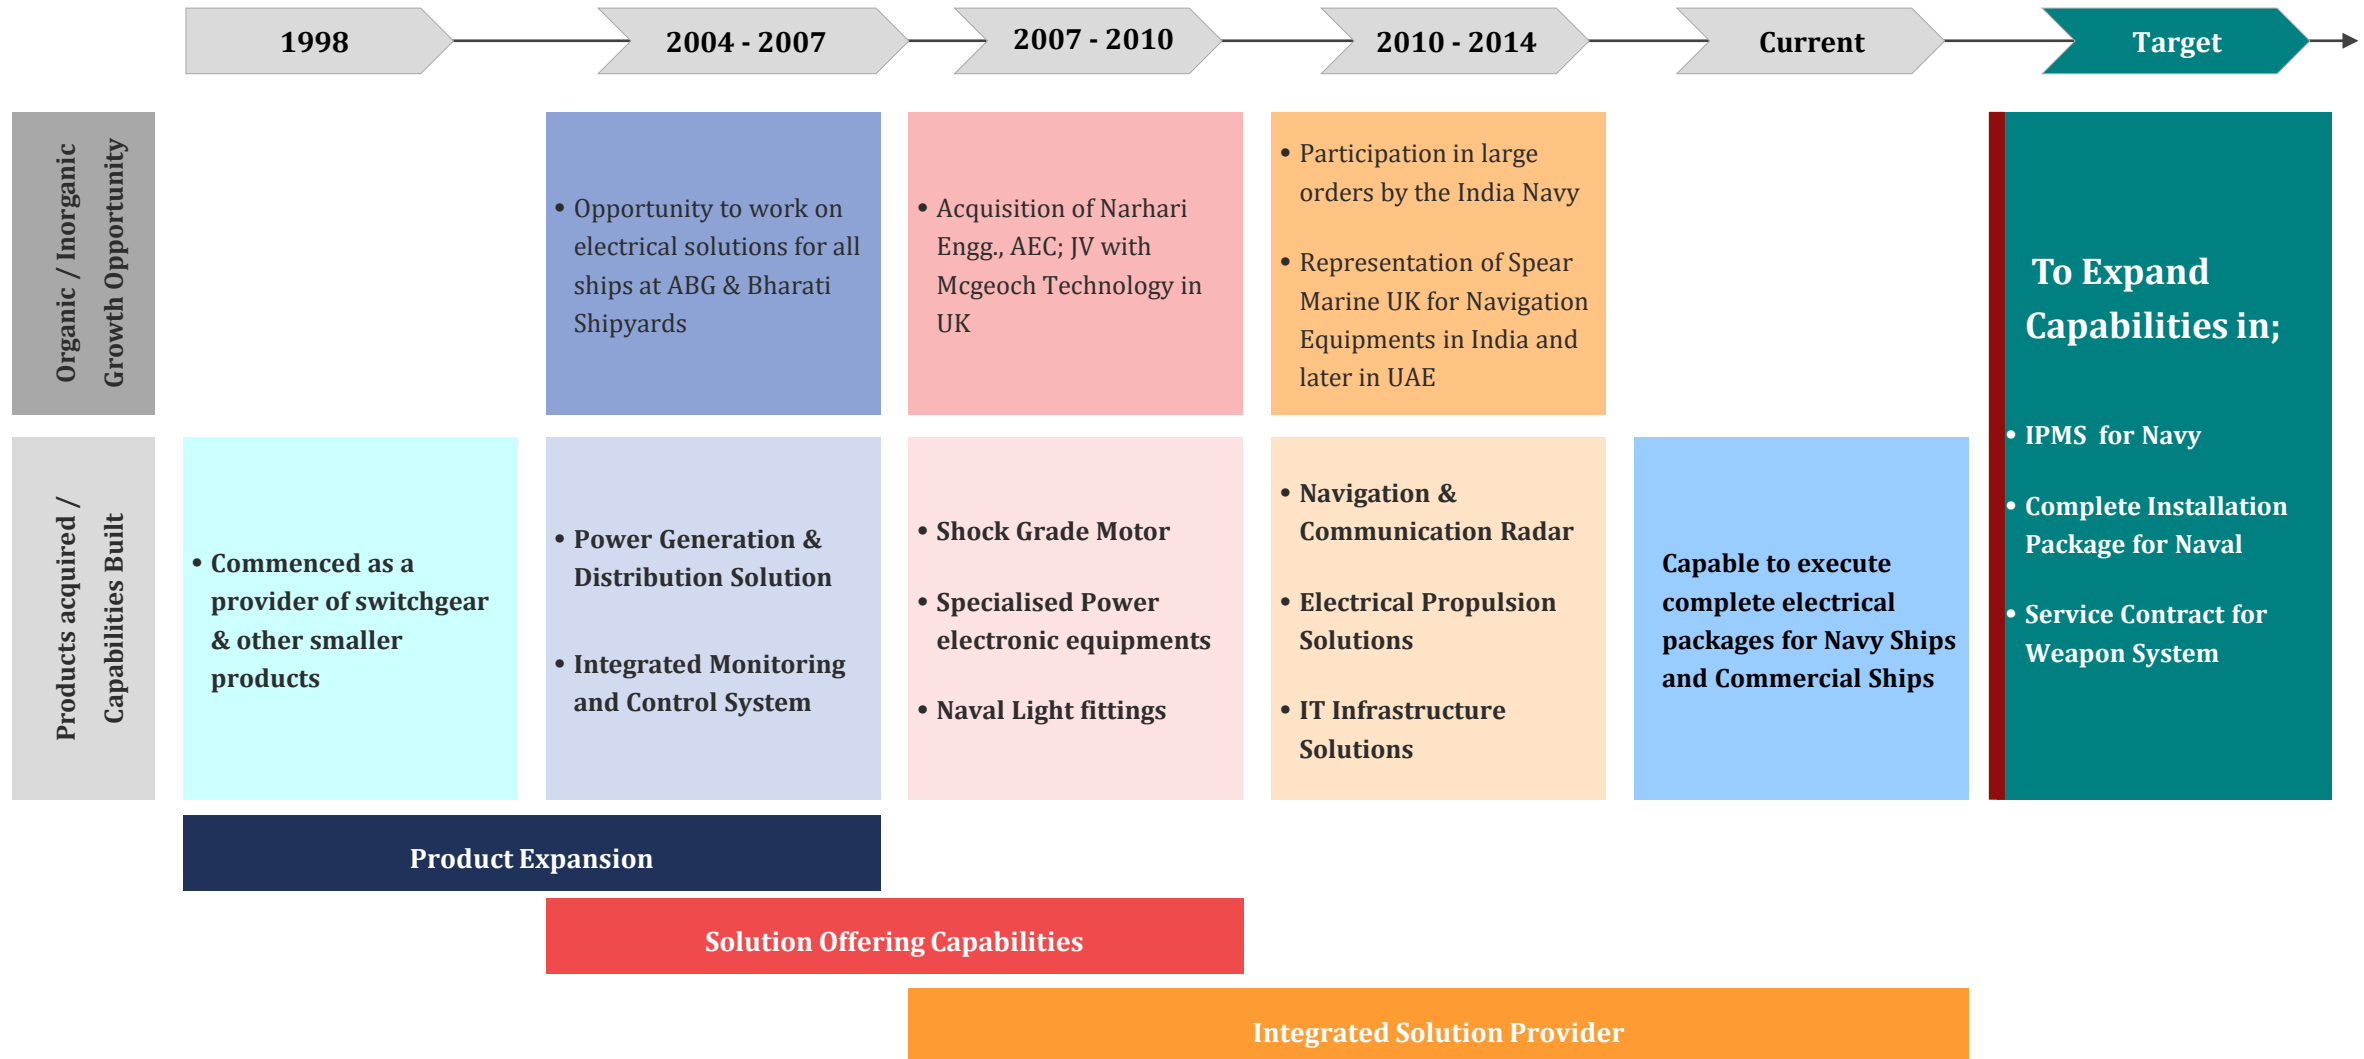 1998
2004 - 2007
2007 - 2010
2010 - 2014
Current
Target
Organic / Inorganic
Growth Opportunity
• Opportunity to work on
electrical solutions for all
ships at ABG & Bharati
Shipyards
• Acquisition of Narhari
Engg., AEC; JV with
Mcgeoch Technology in
UK
• Participation in large
orders by the India Navy
• Representation of Spear
Marine UK for Navigation
Equipments in India and
later in UAE
To Expand
Capabilities in;
• IPMS for Navy
• Complete Installation
Package for Naval
• Service Contract for
Weapon System
Products acquired /
Capabilities Built
• Commenced as a
provider of switchgear
& other smaller
products
• Power Generation &
Distribution Solution
• Integrated Monitoring
and Control System
• Shock Grade Motor
• Specialised Power
electronic equipments
• Naval Light fittings
• Navigation &
Communication Radar
• Electrical Propulsion
Solutions
• IT Infrastructure
Solutions
Capable to execute
complete electrical
packages for Navy Ships
and Commercial Ships
Product Expansion
Solution Offering Capabilities
Integrated Solution Provider